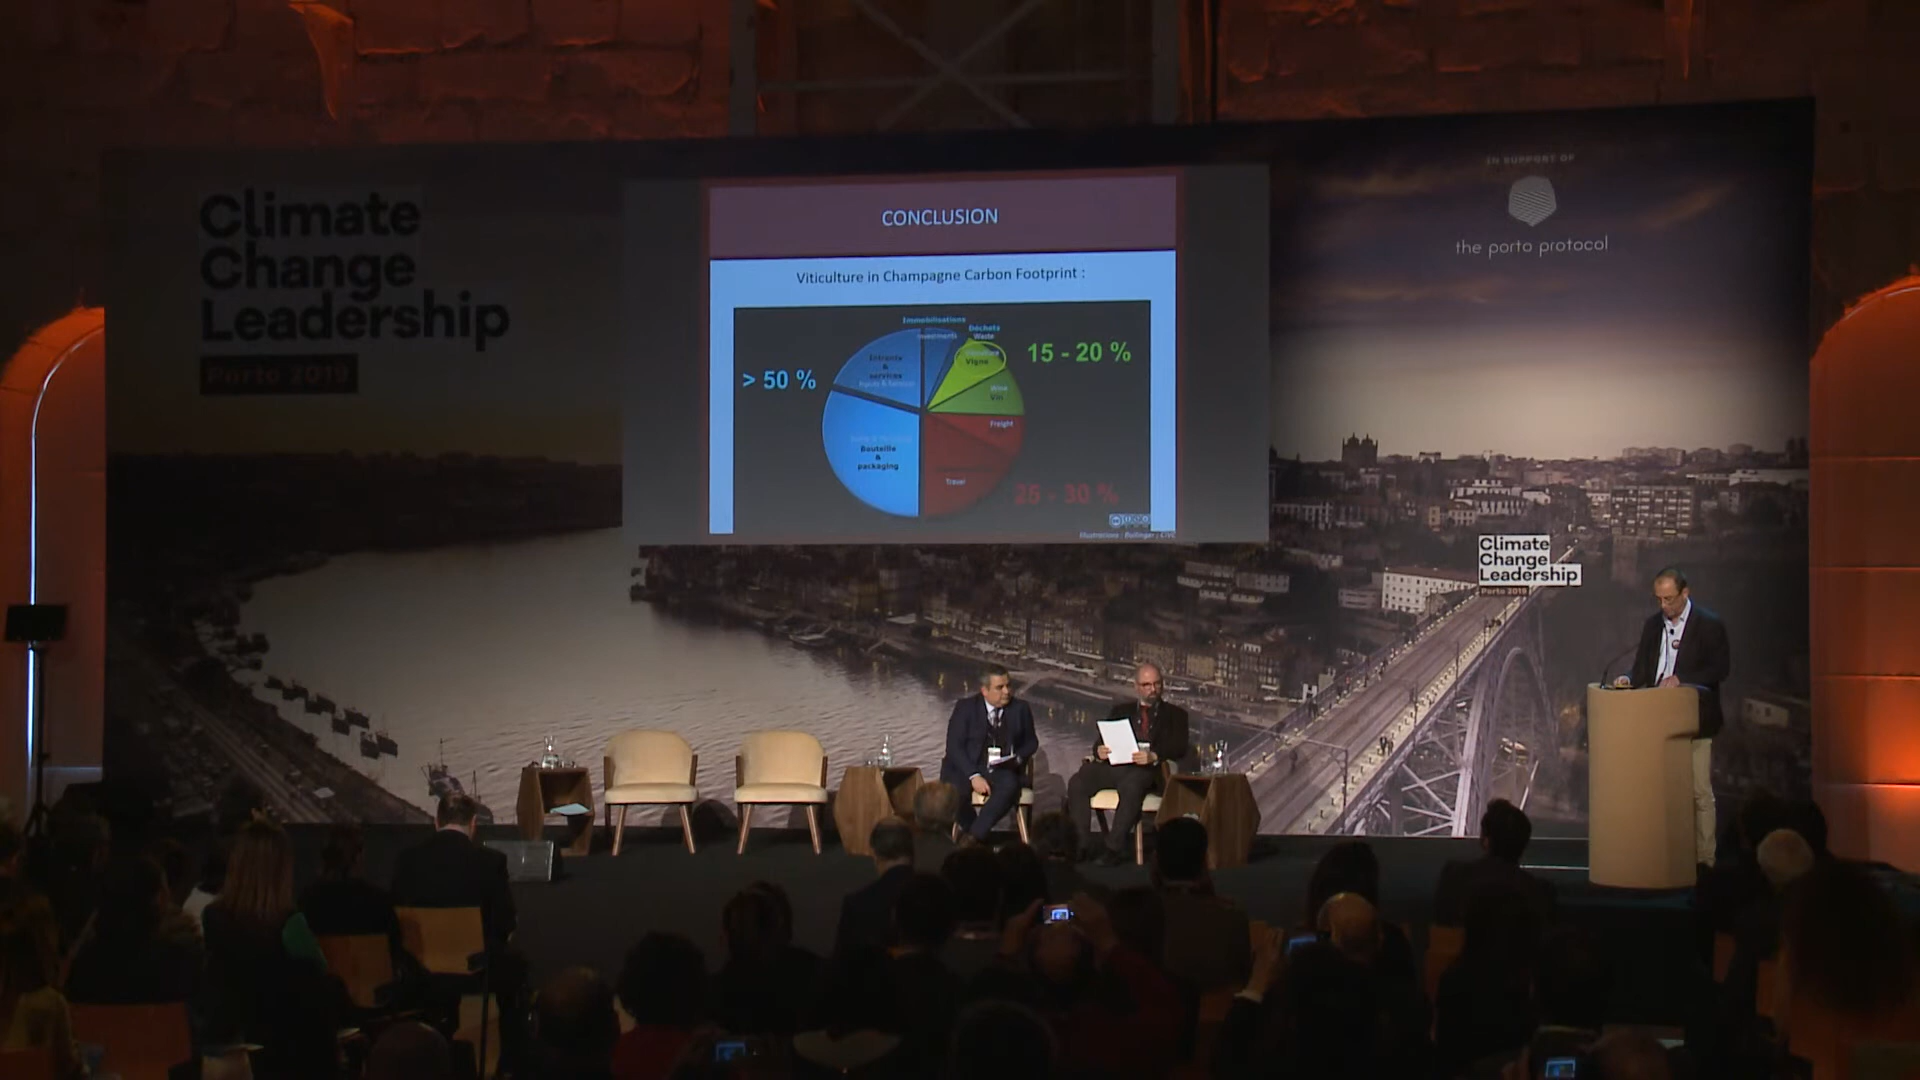 Climate
Change
Leadership
Porto 2019
CONCLUSION
Viticulture in Champagne Carbon Footprint :
Immobilisations
Investments
Déchets
Waste
Vigne
Wine
Vin
Freight
Travel
Intrants
&
services
Bouteille
&
packaging
> 50 %
15 - 20 %
25 - 30 %
IN SUPPORT OF
the porto protocol
Climate
Change
Leadership
Porto 2019